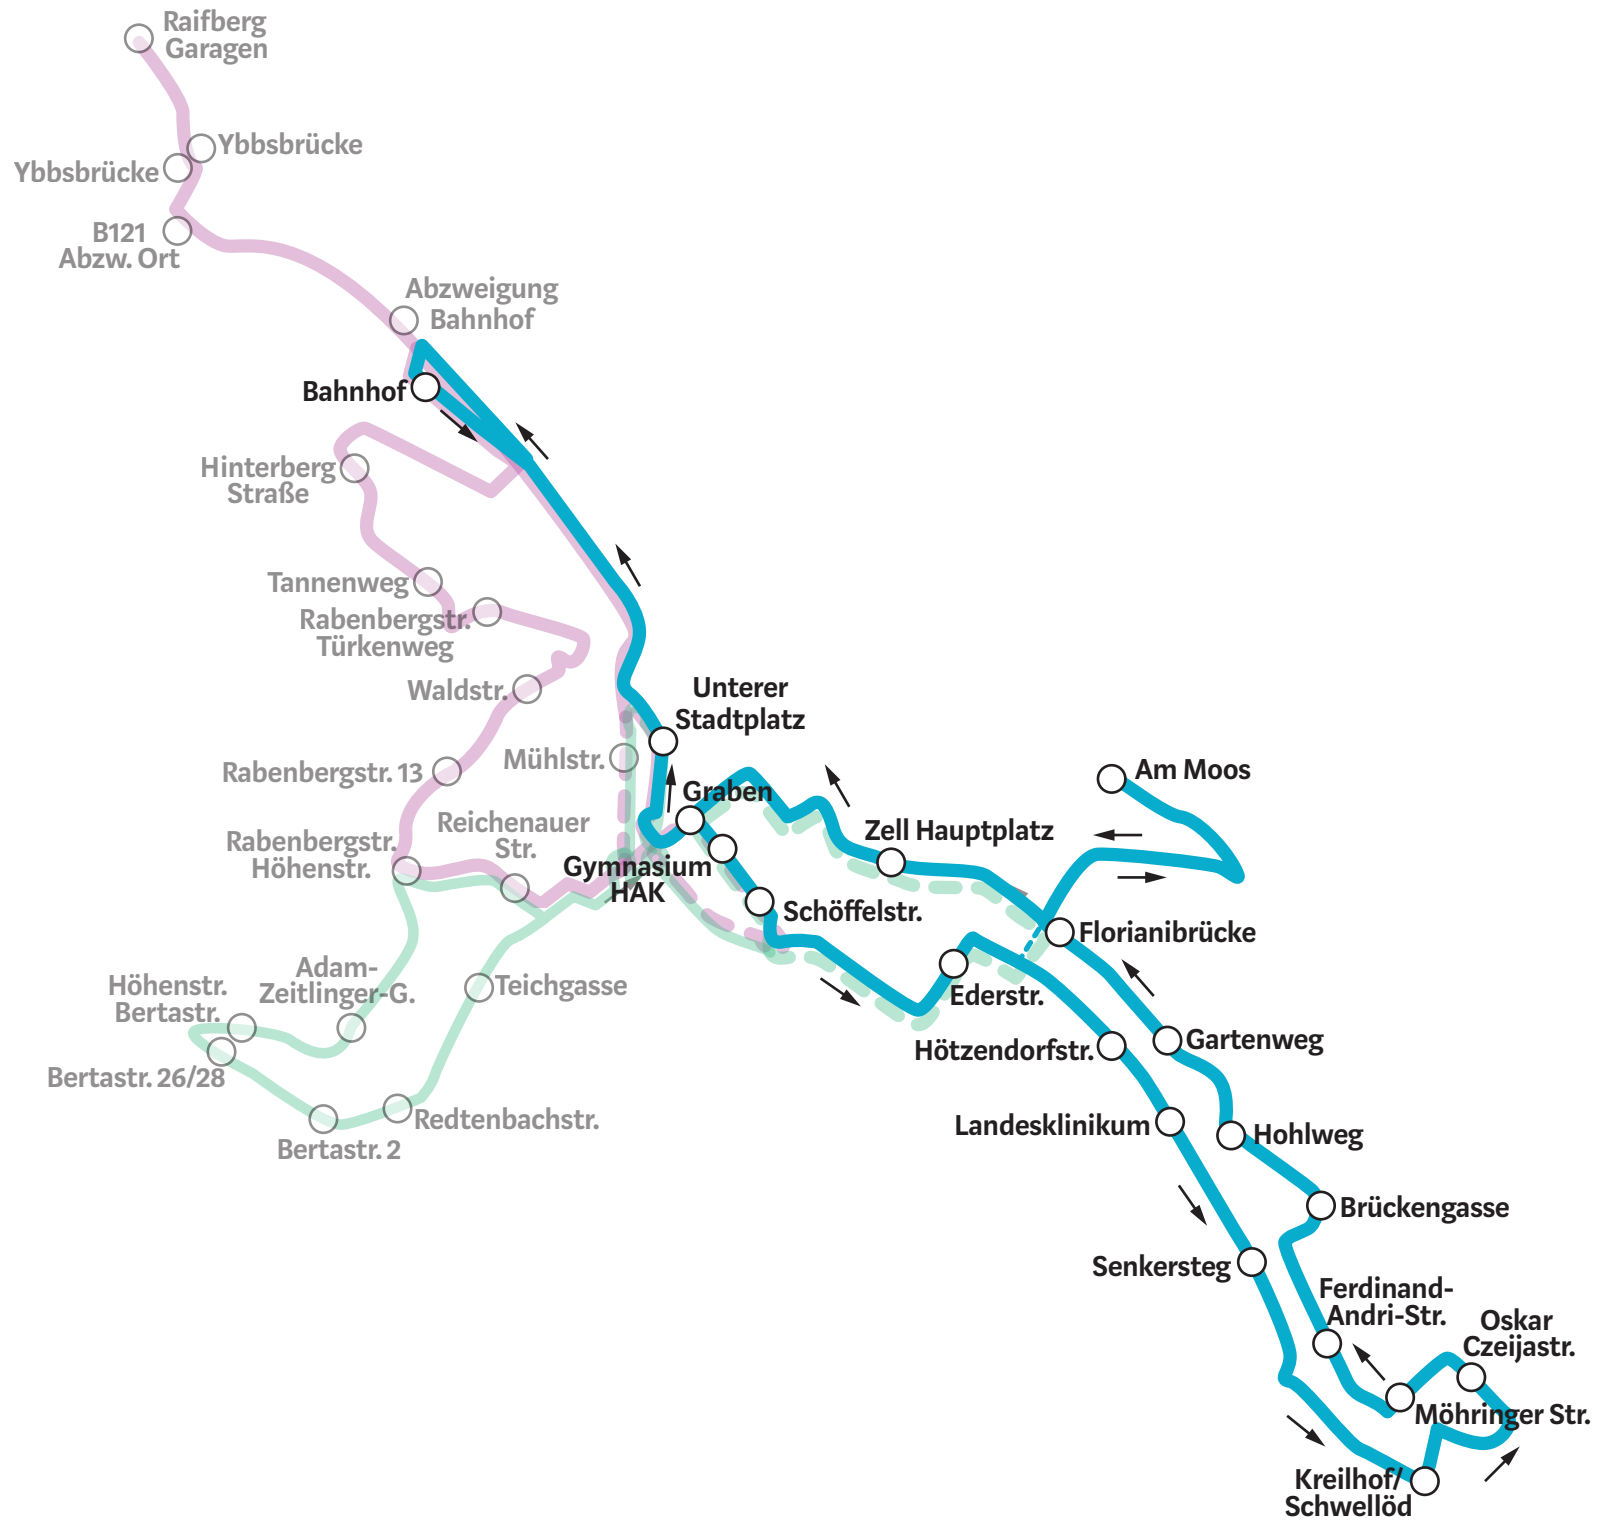 Raifberg
Garagen
Ybbsbrücke
Ybbsbrücke
B121
Abzw. Ort
Abzweigung
Bahnhof
Bahnhof
Hinterberg
Straße
Tannenweg
Rabenbergstr.
Türkenweg
Waldstr.
Unterer
Stadtplatz
Mühlstr.
Rabenbergstr. 13
Am Moos
Graben
Reichenauer
Str.
Zell Hauptplatz
Rabenbergstr.
Höhenstr.
Gymnasium
HAK
Schöffelstr.
Florianibrücke
Adam-
Zeitlinger-G.
Höhenstr.
Bertastr.
Teichgasse
Ederstr.
Hötzendorfstr.
Gartenweg
Bertastr. 26/28
Redtenbachstr.
Bertastr. 2
Landesklinikum
Hohlweg
Brückengasse
Senkersteg
Ferdinand-
Andri-Str.
Oskar
Czeijastr.
Möhringer Str.
Kreilhof/
Schwellöd